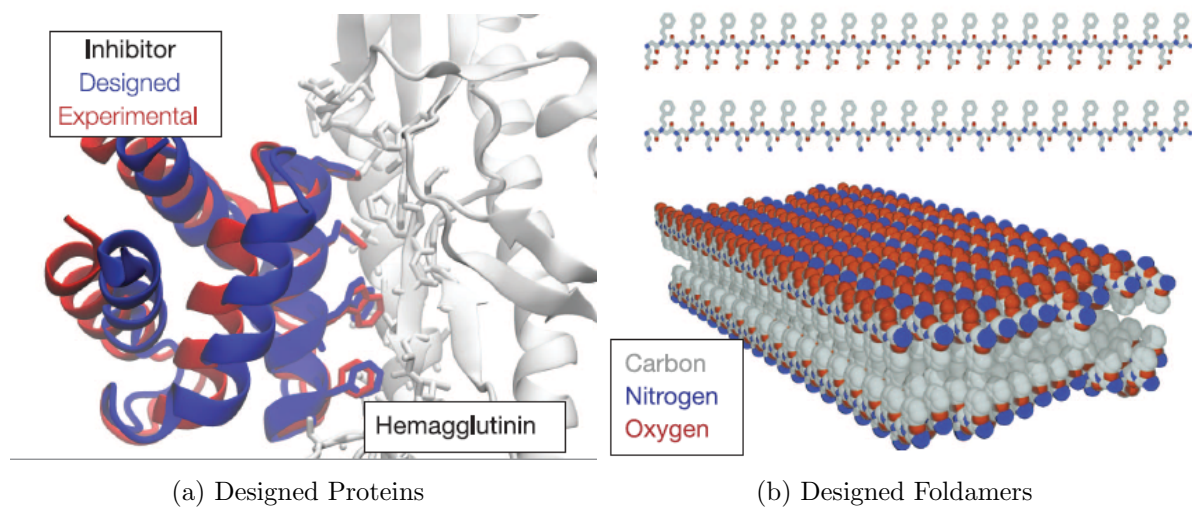 Inhibitor
Designed
Experimental
Hemagglutinin
Carbon
Nitrogen
Oxygen
(a) Designed Proteins
(b) Designed Foldamers